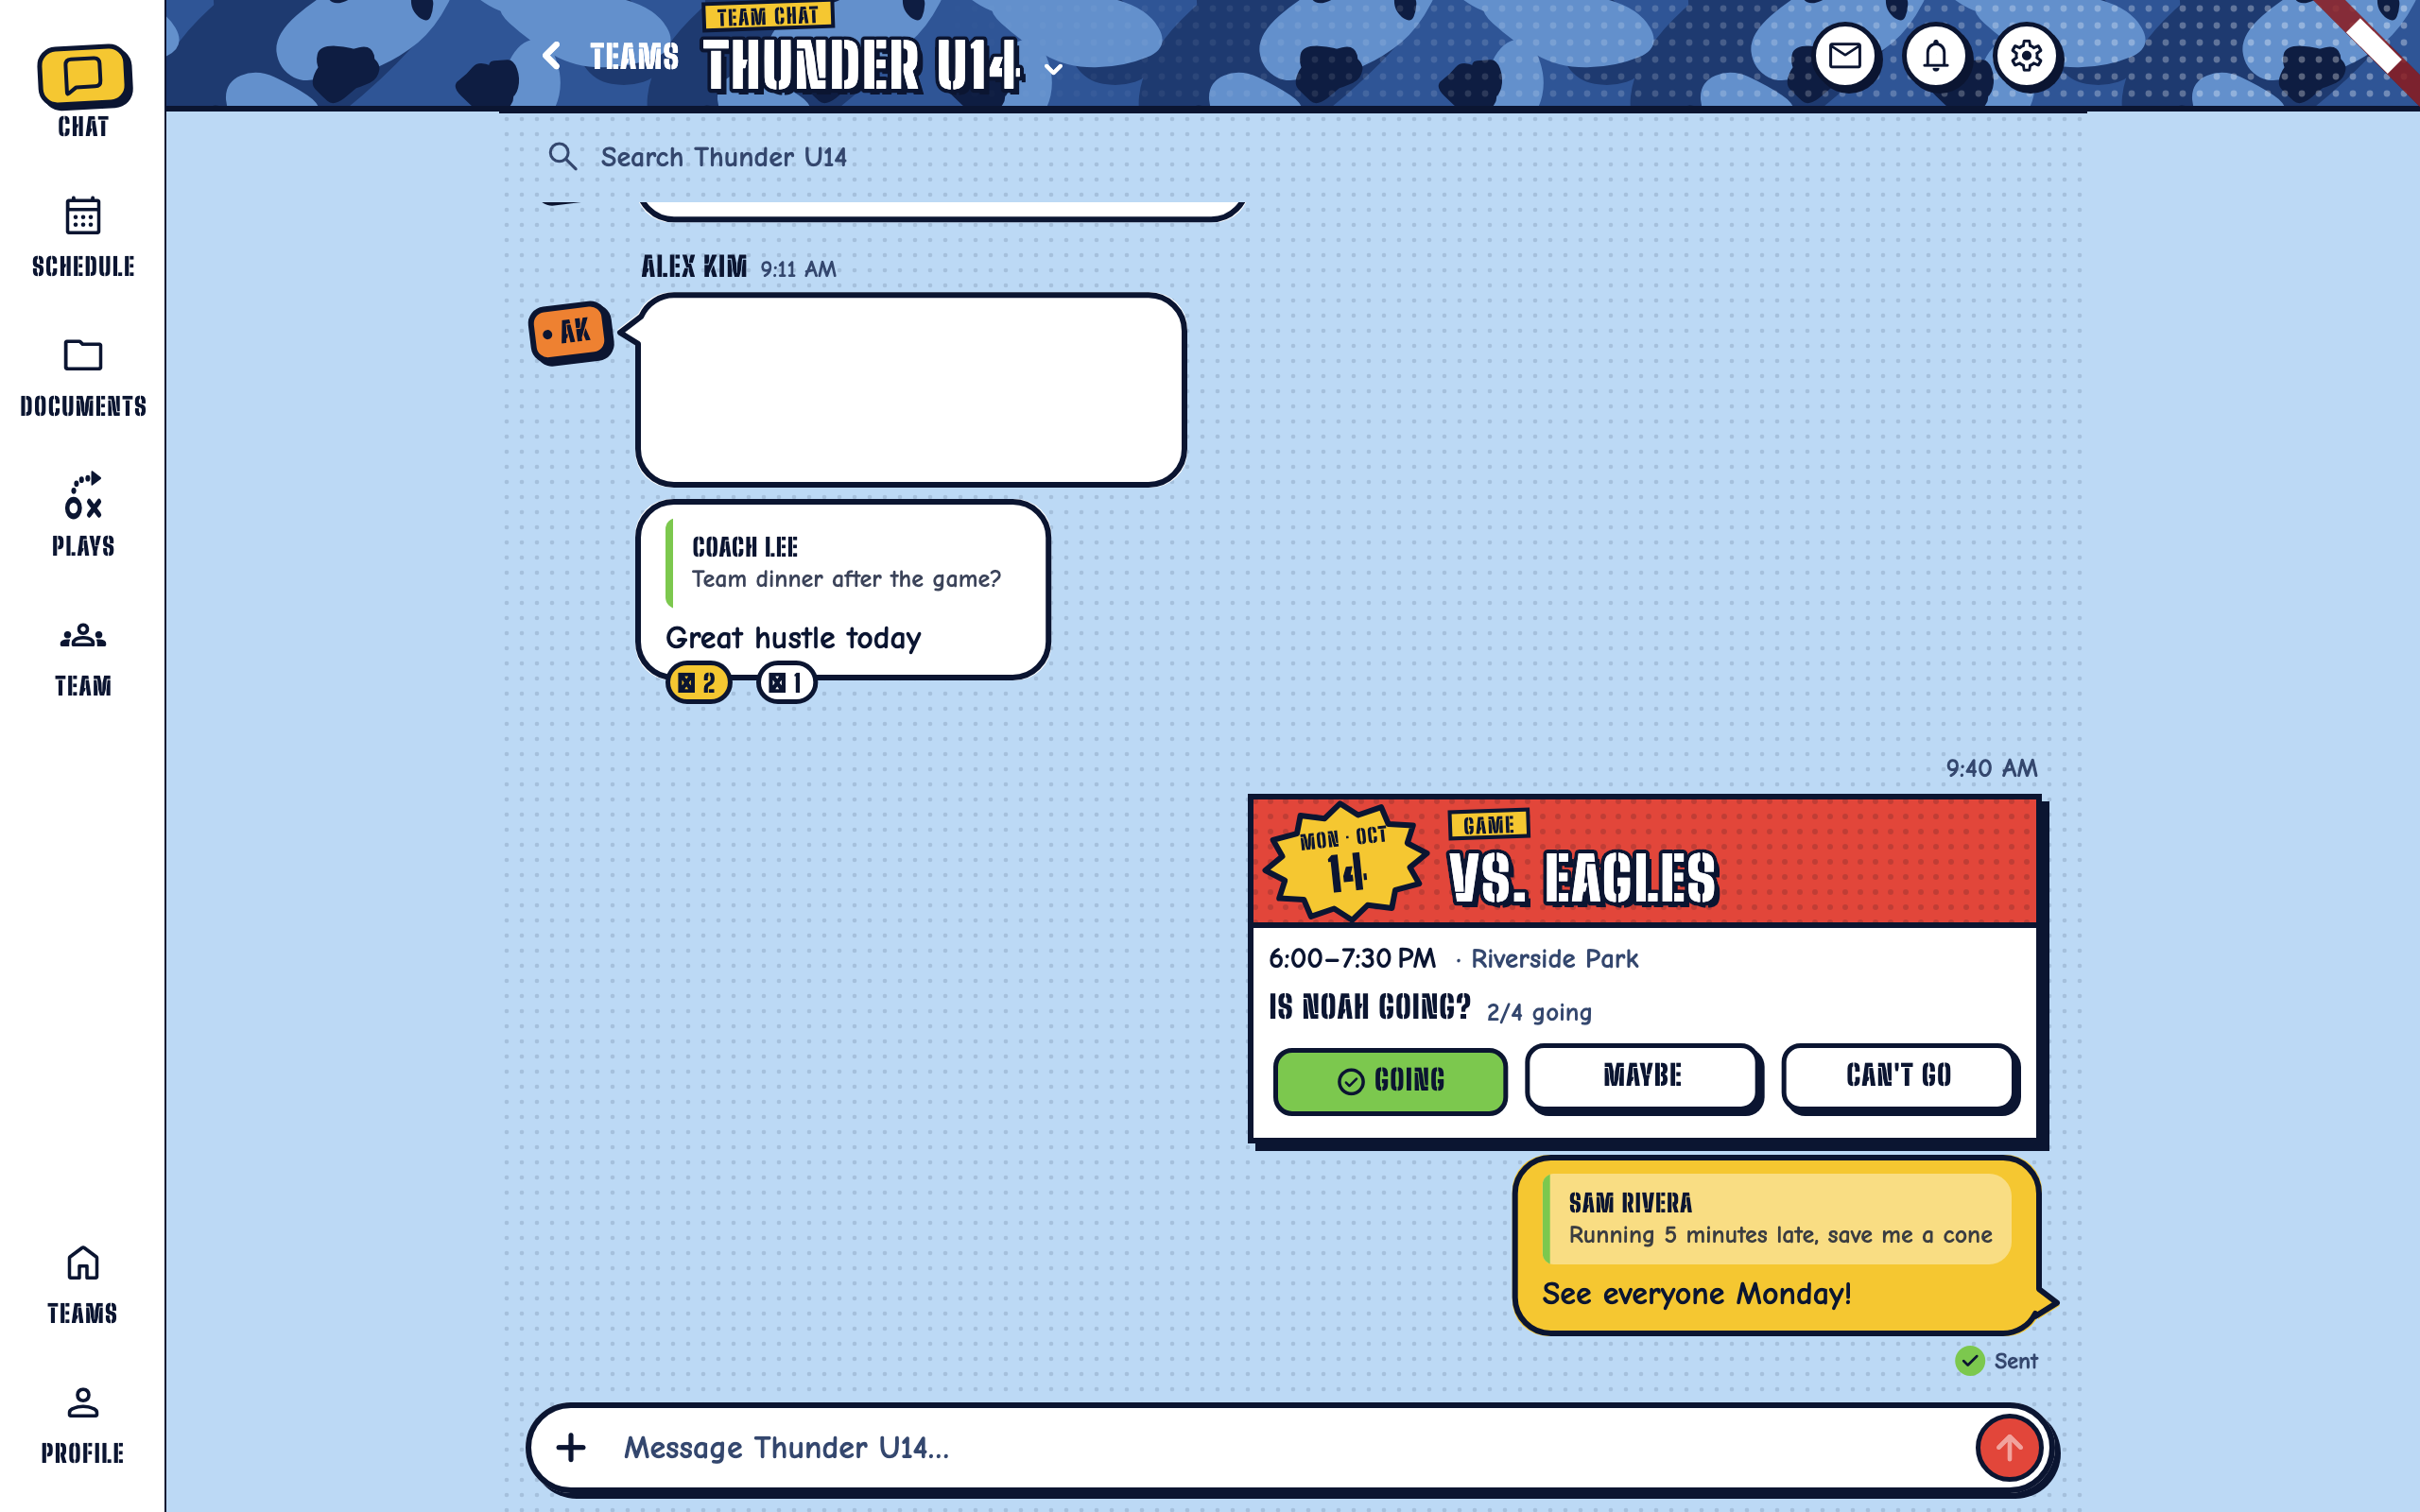 TEAM CHAT
TEAMS
THUNDER U14
CHAT
SCHEDULE
DOCUMENTS
PLAYS
TEAM
TEAMS
PROFILE
Search Thunder U14
ALEX KIM 9:11 AM
• AK
COACH LEE
Team dinner after the game?
Great hustle today
2
1
9:40 AM
MON · OCT
14
GAME
VS. EAGLES
6:00–7:30 PM · Riverside Park
IS NOAH GOING? 2/4 going
GOING
MAYBE
CAN'T GO
SAM RIVERA
Running 5 minutes late, save me a cone
See everyone Monday!
Sent
Message Thunder U14...